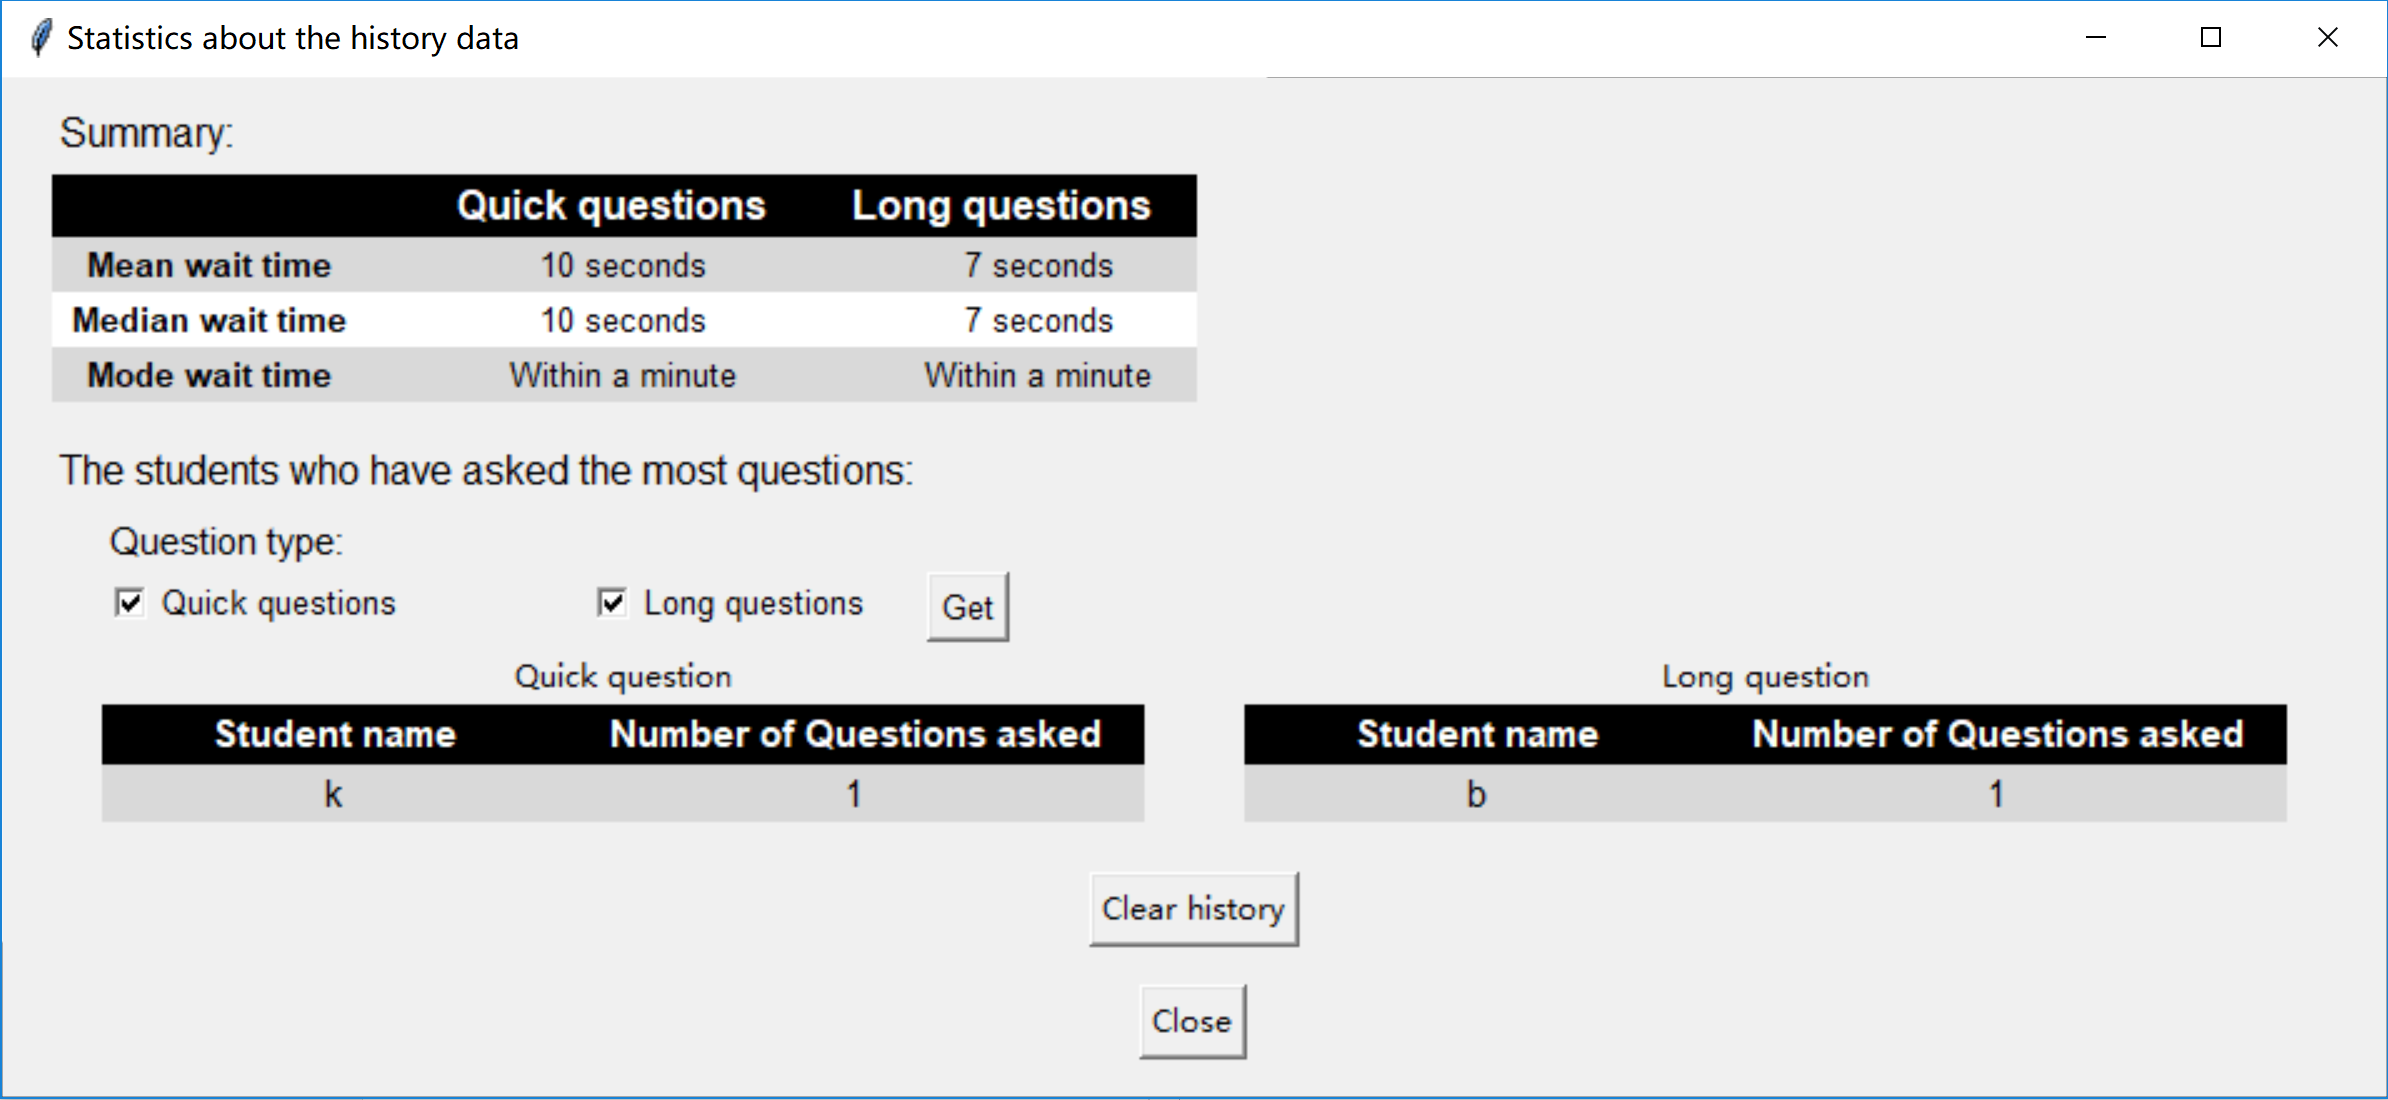 Statistics about the history data
Summary:
Quick questions Long questions
Mean wait time 10 seconds 7 seconds
Median wait time 10 seconds 7 seconds
Mode wait time Within a minute Within a minute
The students who have asked the most questions:
Question type:
Quick questions Long questions Get
Quick question Long question
Student name Number of Questions asked Student name Number of Questions asked
k 1 b 1
Clear history
Close